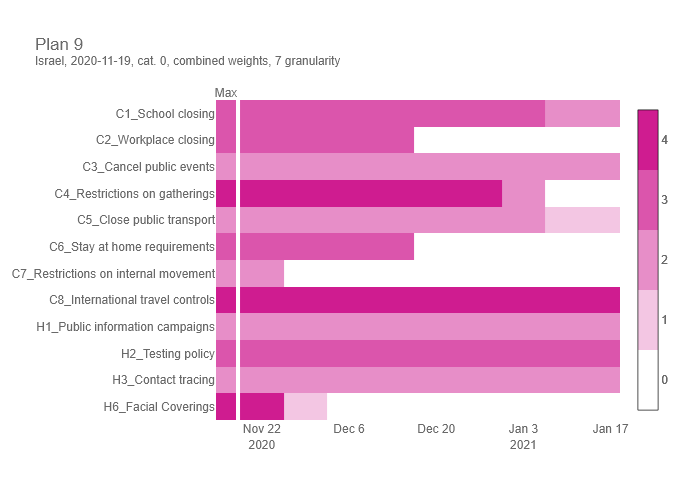 Plan 9
Israel, 2020-11-19, cat. 0, combined weights, 7 granularity
Max
C1_School closing
C2_Workplace closing
C3_Cancel public events
C4_Restrictions on gatherings
C5_Close public transport
C6_Stay at home requirements
C7_Restrictions on internal movement
C8_International travel controls
H1_Public information campaigns
H2_Testing policy
H3_Contact tracing
H6_Facial Coverings
4
3
2
1
0
Nov 22 Dec 6 Dec 20 Jan 3 Jan 17
2020 2021